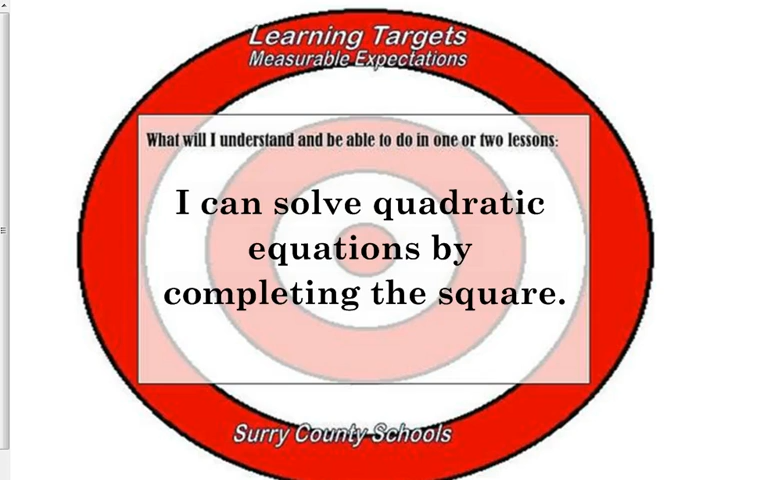 Learning Targets
Measurable Expectations
What will I understand and be able to do in one or two lessons:
I can solve quadratic
equations by
completing the square.
Surry County Schools